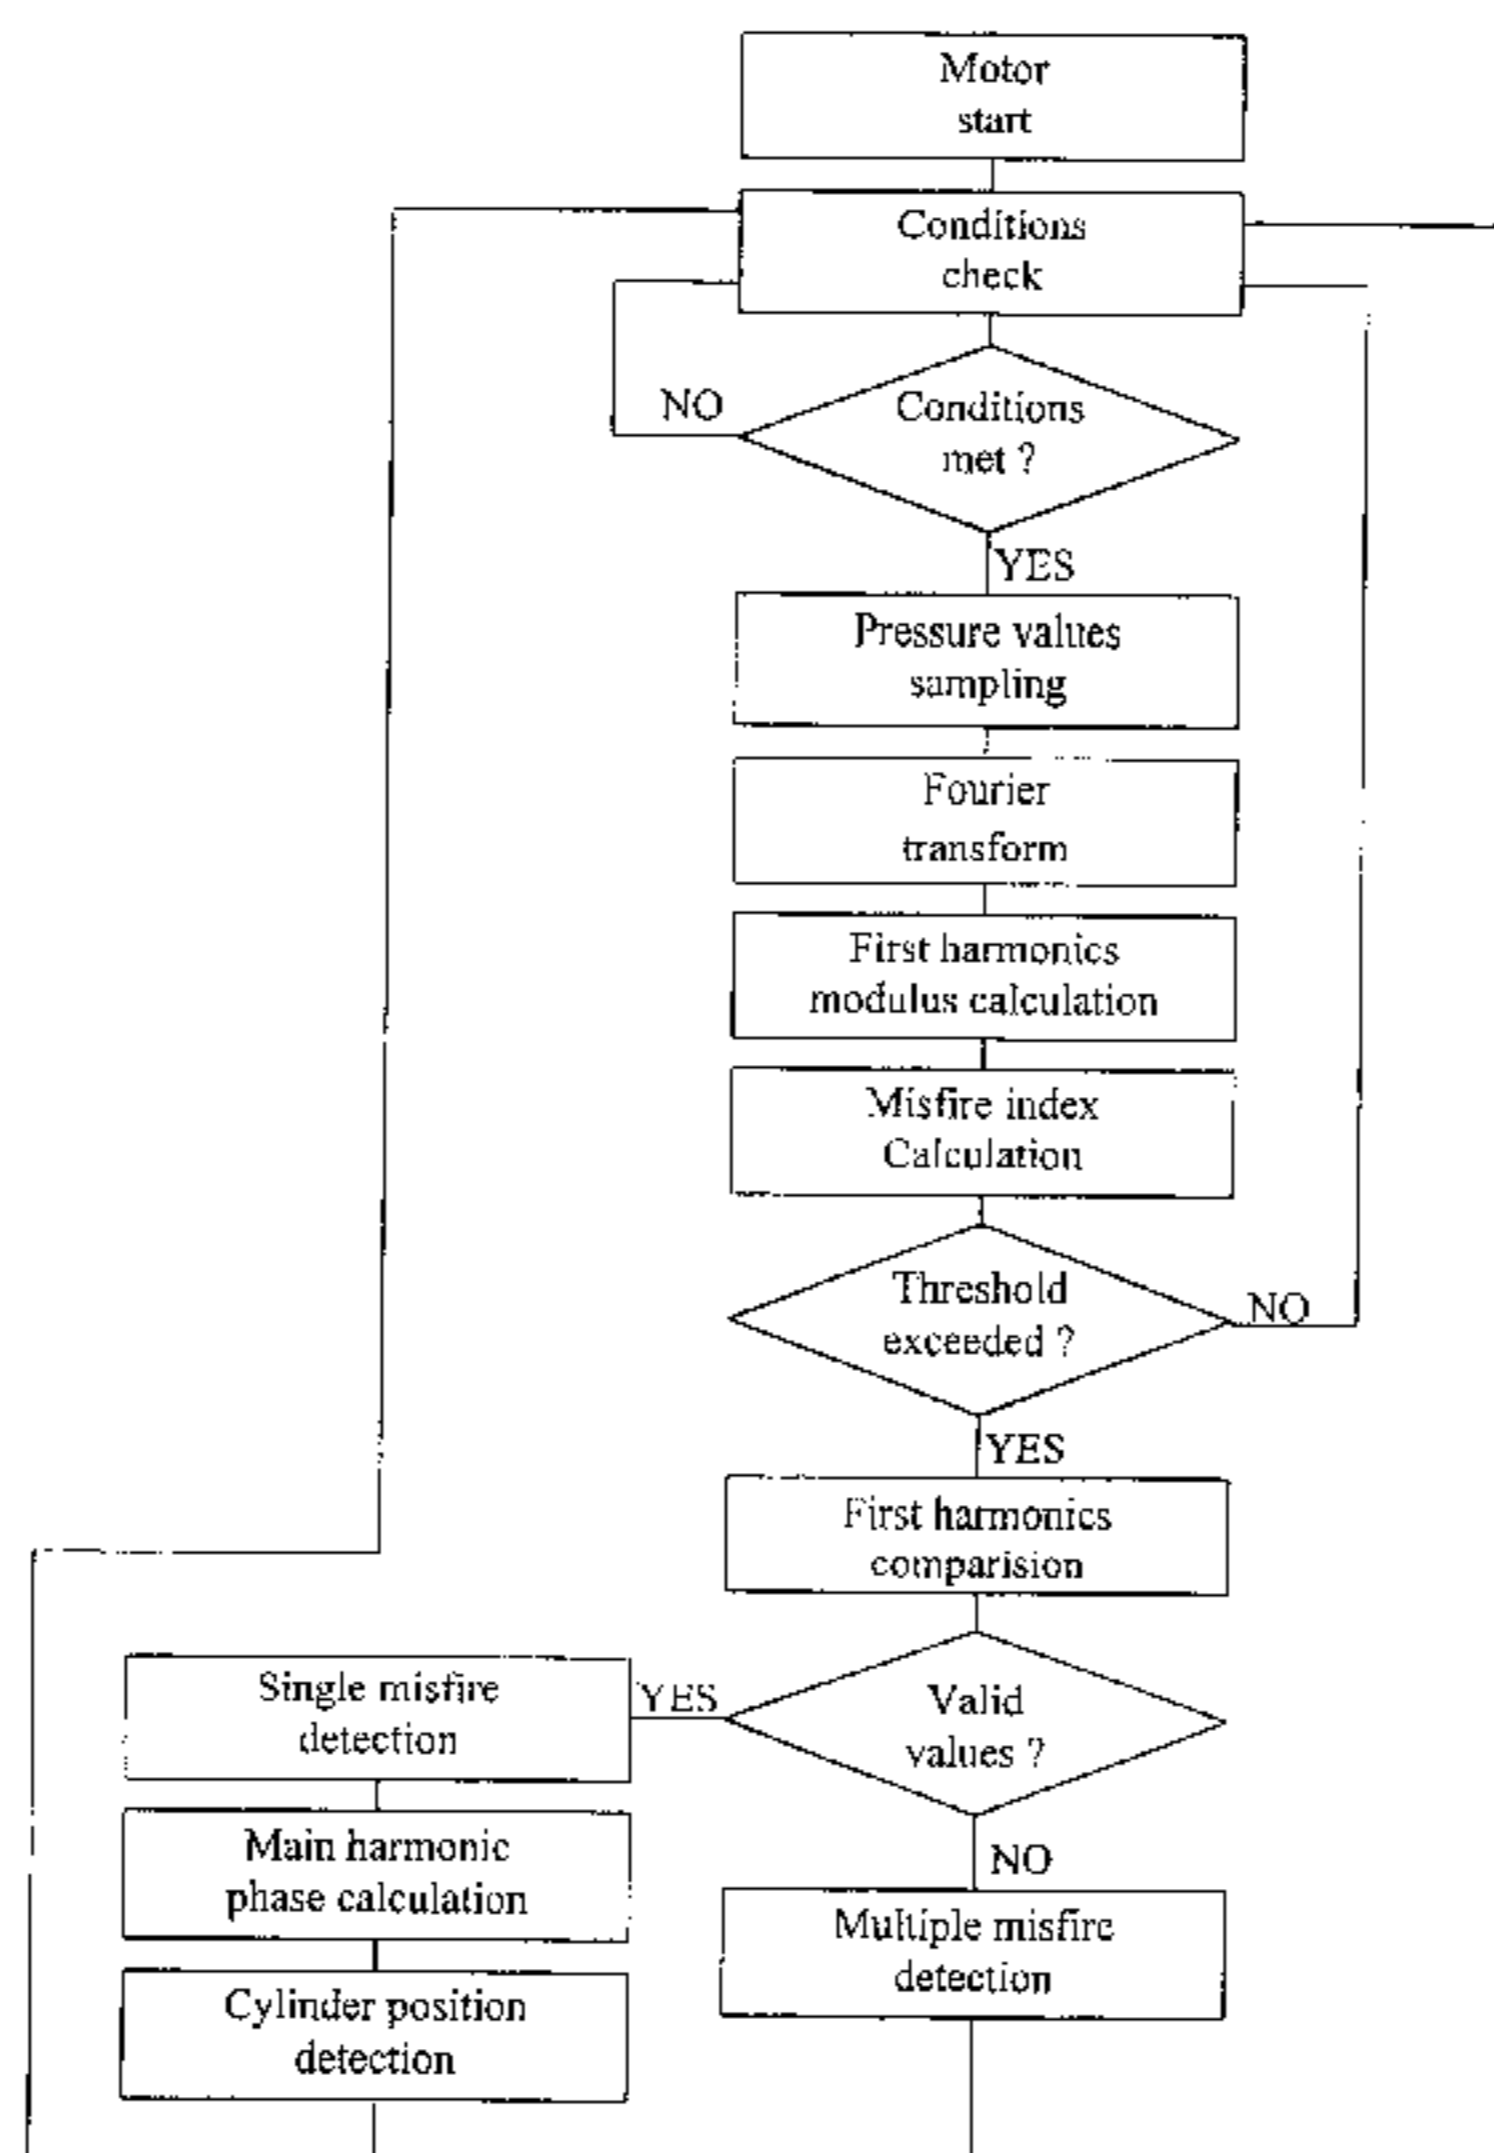 Motor
start
Conditions
check
NO
Conditions
met ?
YES
Pressure values
sampling
Fourier
transform
First harmonics
modulus calculation
Misfire index
Calculation
Threshold
exceeded ?
NO
YES
First harmonics
comparision
Single misfire
detection
YES
Valid
values ?
Main harmonic
phase calculation
NO
Multiple misfire
detection
Cylinder position
detection